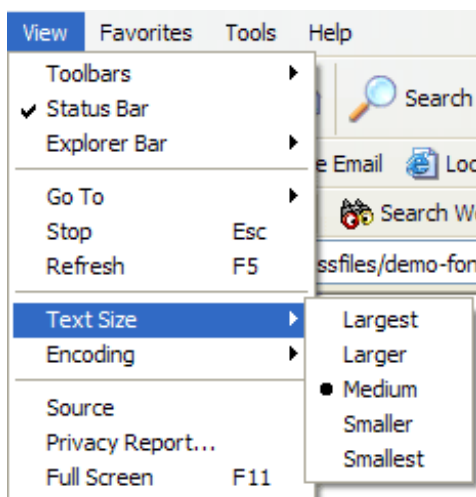 View Favorites Tools Help
Toolbars
Status Bar
Explorer Bar
Go To
Stop Esc
Refresh F5
Text Size
Encoding
Source
Privacy Report...
Full Screen F11
Search
Email
Search
ssfiles/demo-fon
Largest
Larger
Medium
Smaller
Smallest